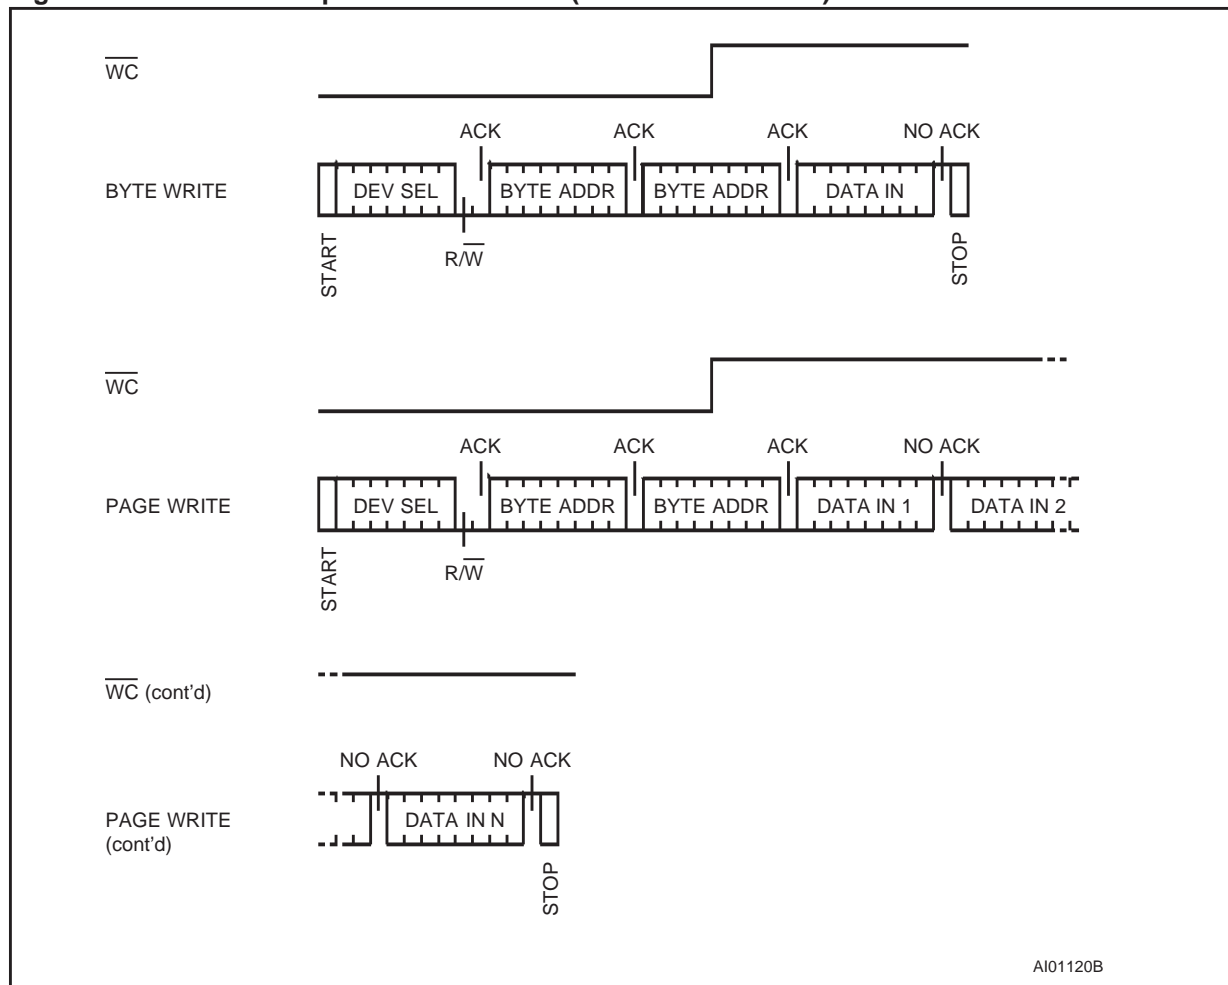 WC
ACK ACK ACK NO ACK
BYTE WRITE DEV SEL BYTE ADDR BYTE ADDR DATA IN
START R/W STOP
WC
ACK ACK ACK NO ACK
PAGE WRITE DEV SEL BYTE ADDR BYTE ADDR DATA IN 1 DATA IN 2
START R/W
WC (cont'd)
NO ACK NO ACK
PAGE WRITE DATA IN N
(cont'd)
STOP
AI01120B